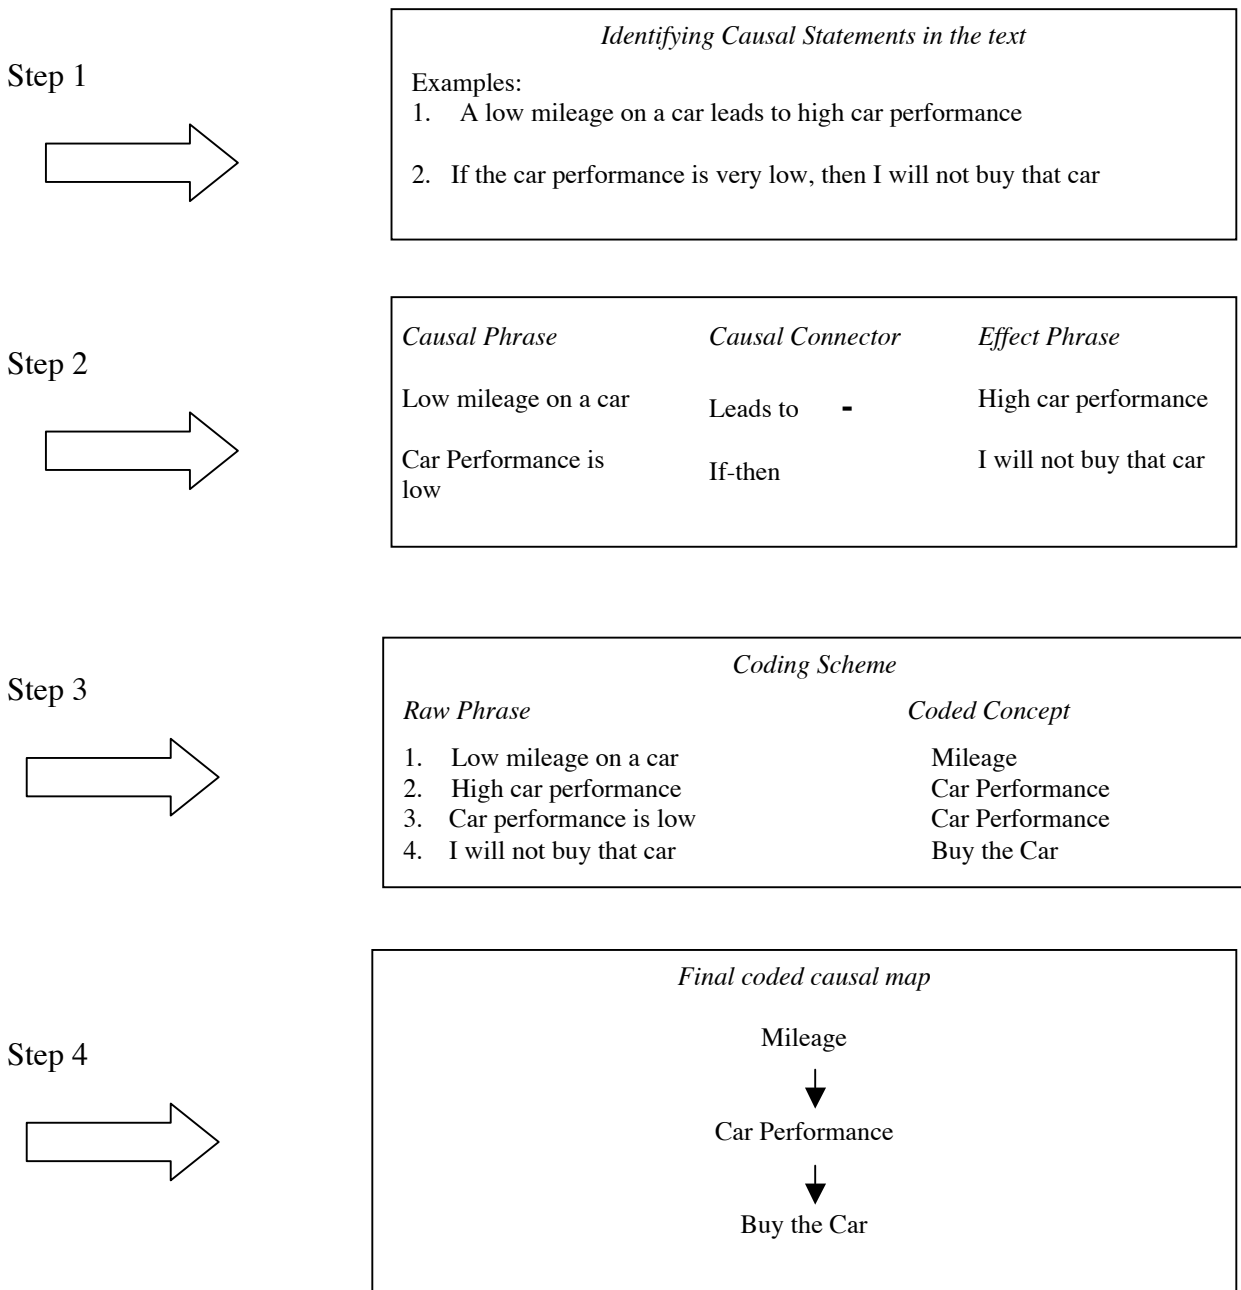 Step 1
Identifying Causal Statements in the text
Examples:
1. A low mileage on a car leads to high car performance
2. If the car performance is very low, then I will not buy that car
Step 2
Causal Phrase Causal Connector Effect Phrase
Low mileage on a car Leads to - High car performance
Car Performance is If-then I will not buy that car
low
Step 3
Coding Scheme
Raw Phrase Coded Concept
1. Low mileage on a car Mileage
2. High car performance Car Performance
3. Car performance is low Car Performance
4. I will not buy that car Buy the Car
Step 4
Final coded causal map
Mileage
Car Performance
Buy the Car